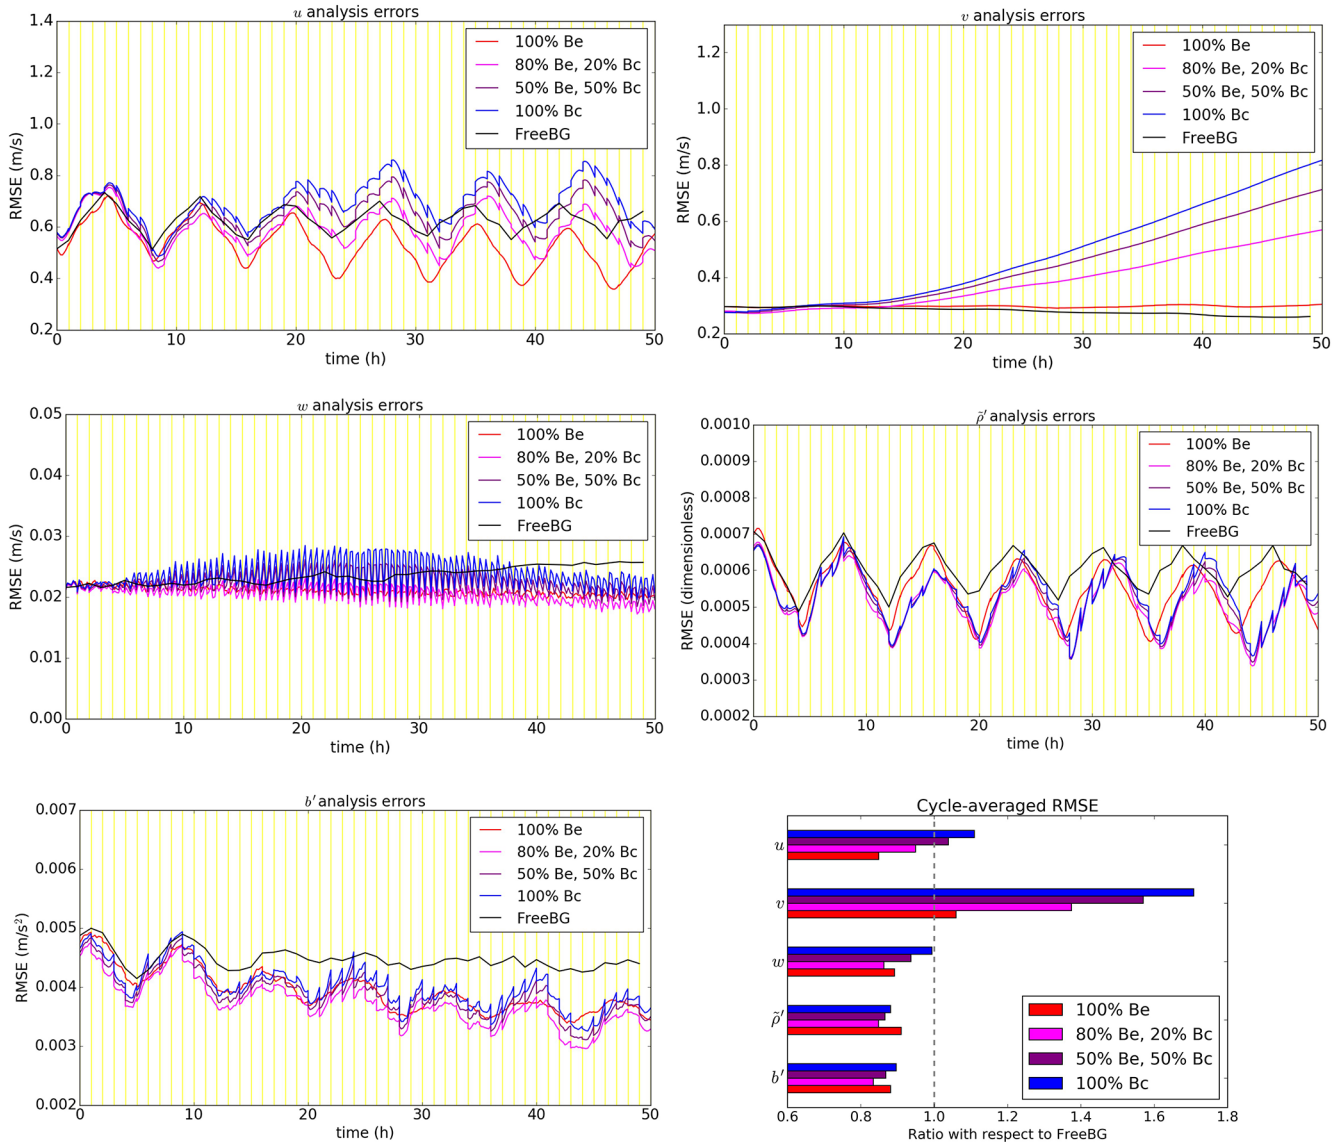 u analysis errors
RMSE (m/s)
1.4
1.2
1.0
0.8
0.6
0.4
0.2
0 10 20 30 40 50
time (h)
100% Be
80% Be, 20% Bc
50% Be, 50% Bc
100% Bc
FreeBG
v analysis errors
RMSE (m/s)
1.2
1.0
0.8
0.6
0.4
0.2
0 10 20 30 40 50
time (h)
100% Be
80% Be, 20% Bc
50% Be, 50% Bc
100% Bc
FreeBG
w analysis errors
RMSE (m/s)
0.05
0.04
0.03
0.02
0.01
0.00
0 10 20 30 40 50
time (h)
100% Be
80% Be, 20% Bc
50% Be, 50% Bc
100% Bc
FreeBG
ρ̃′ analysis errors
RMSE (dimensionless)
0.0010
0.0009
0.0008
0.0007
0.0006
0.0005
0.0004
0.0003
0.0002
0 10 20 30 40 50
time (h)
100% Be
80% Be, 20% Bc
50% Be, 50% Bc
100% Bc
FreeBG
b′ analysis errors
RMSE (m/s²)
0.007
0.006
0.005
0.004
0.003
0.002
0 10 20 30 40 50
time (h)
100% Be
80% Be, 20% Bc
50% Be, 50% Bc
100% Bc
FreeBG
Cycle-averaged RMSE
u
v
w
ρ̃′
b′
100% Be
80% Be, 20% Bc
50% Be, 50% Bc
100% Bc
0.6 0.8 1.0 1.2 1.4 1.6 1.8
Ratio with respect to FreeBG